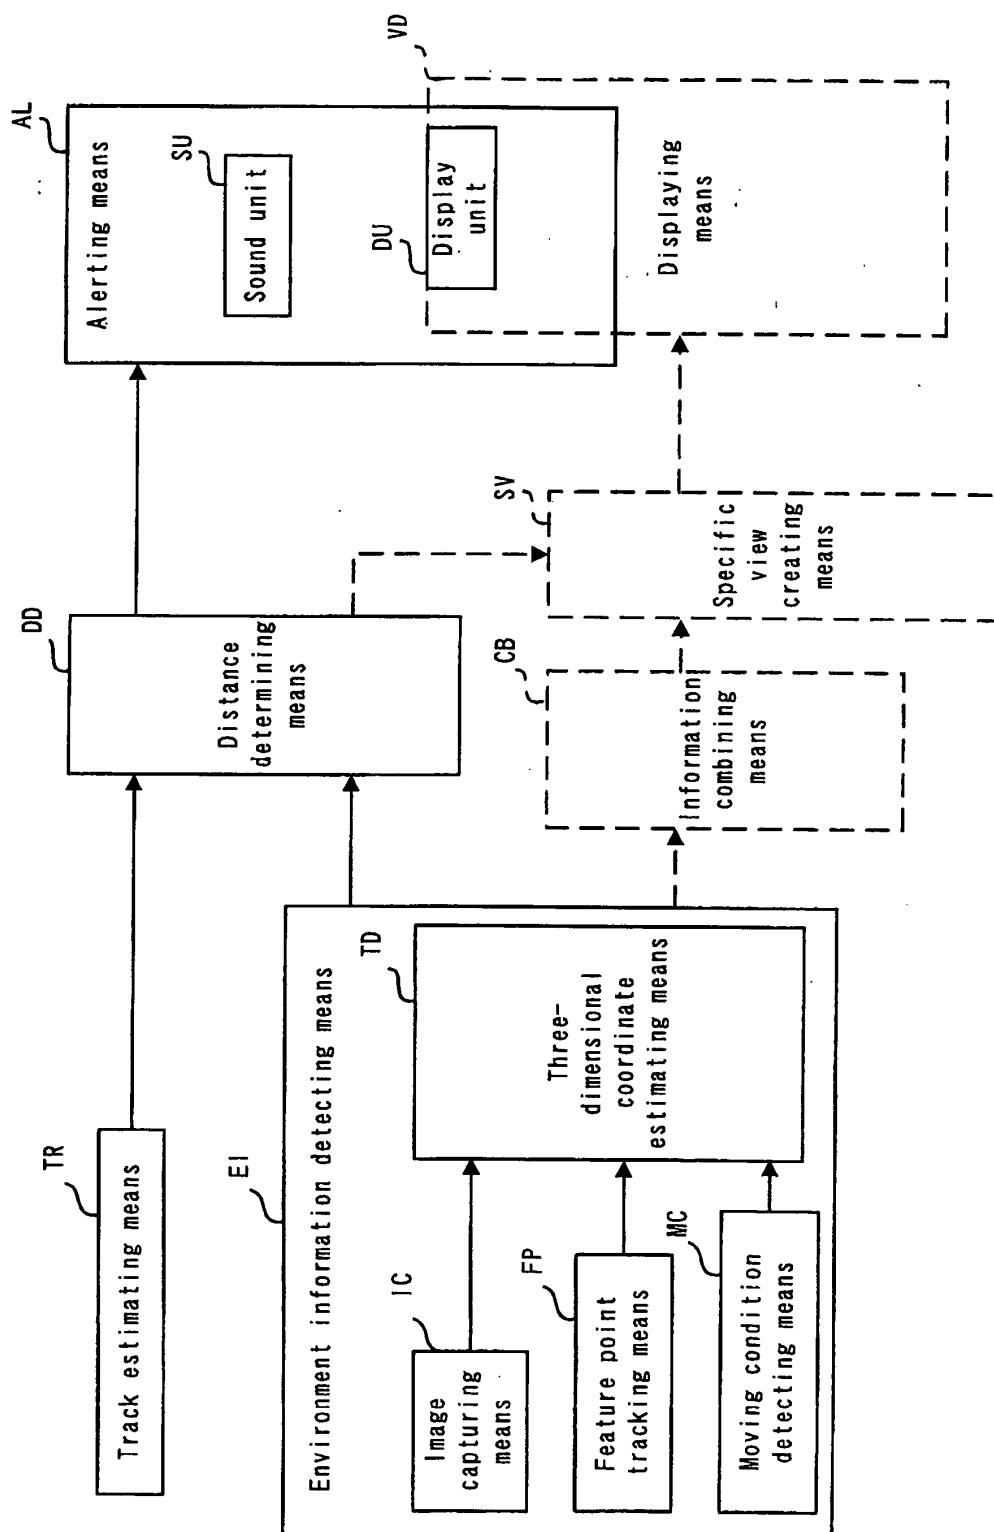 TR
Track estimating means
EI
Environment information detecting means
IC
Image
capturing
means
FP
Feature point
tracking means
MC
Moving condition
detecting means
TD
Three-
dimensional
coordinate
estimating means
DD
Distance
determining
means
CB
Information
combining
means
SV
Specific
view
creating
means
AL
Alerting means
SU
Sound unit
DU
Display
unit
VD
Displaying
means